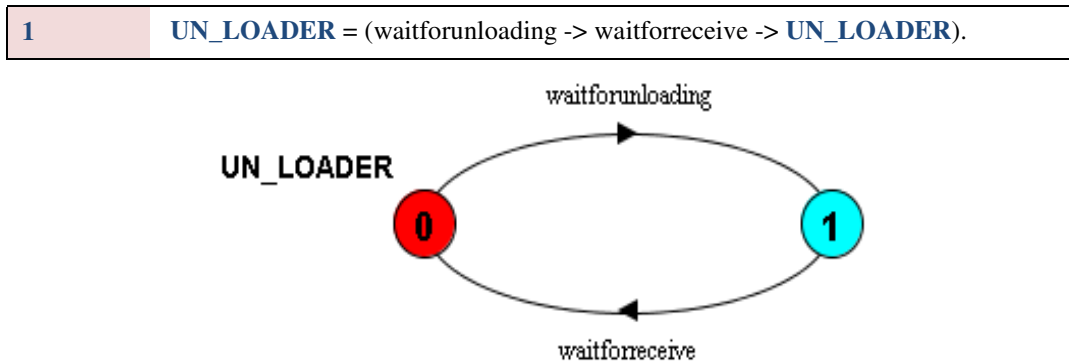 1 UN_LOADER = (waitforunloading -> waitforreceive -> UN_LOADER).
waitforunloading
UN_LOADER
0 1
waitforreceive